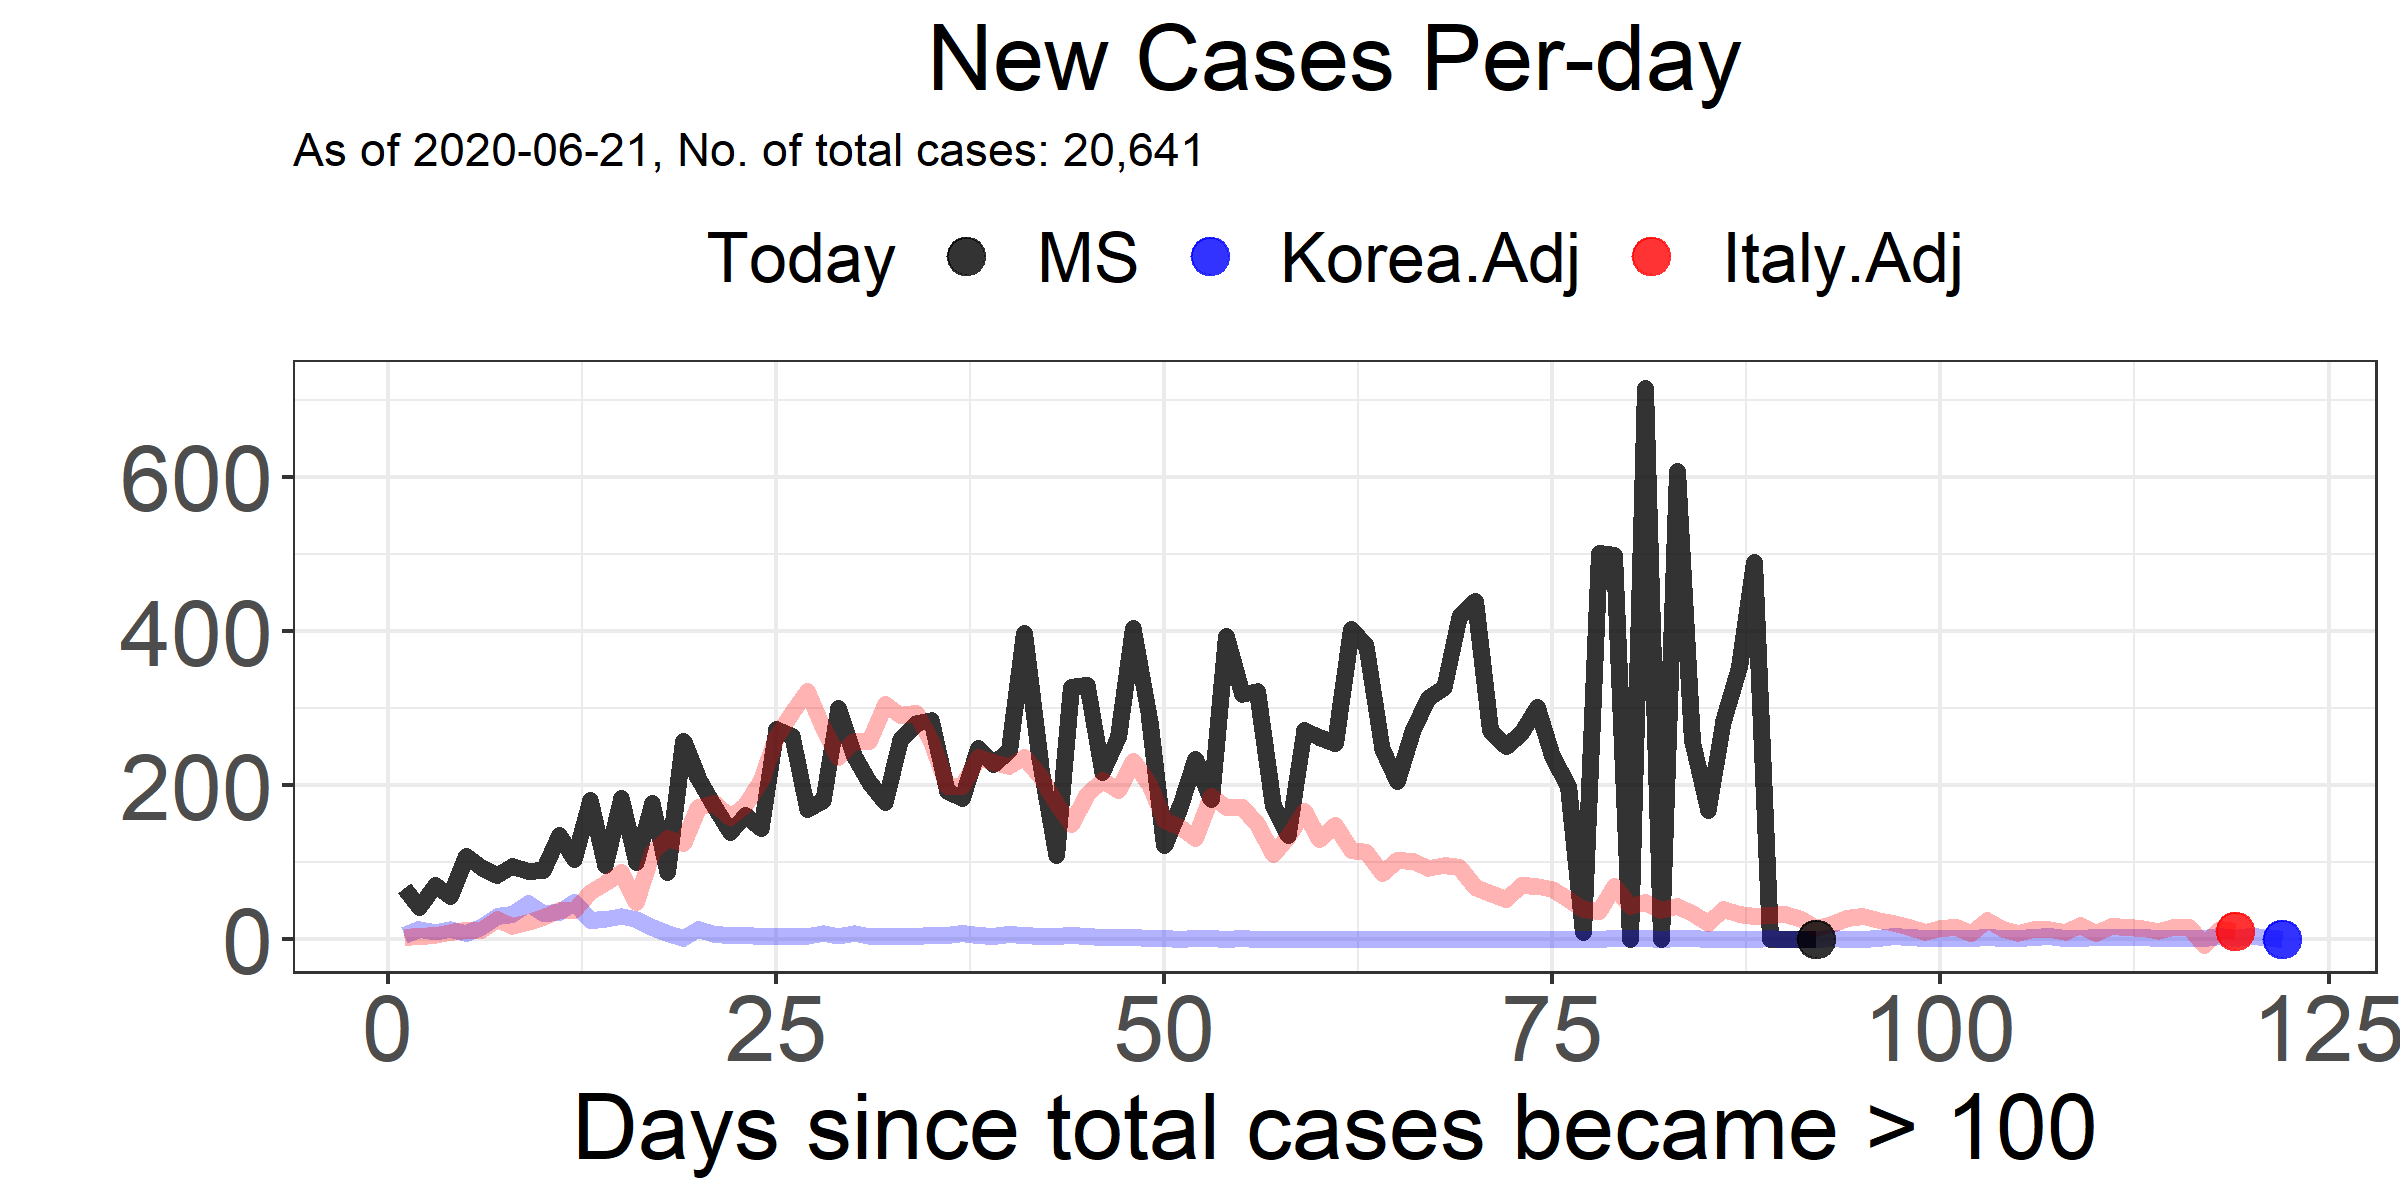 New Cases Per-day
As of 2020-06-21, No. of total cases: 20,641
Today MS Korea.Adj Italy.Adj
600
400
200
0
0 25 50 75 100 125
Days since total cases became > 100